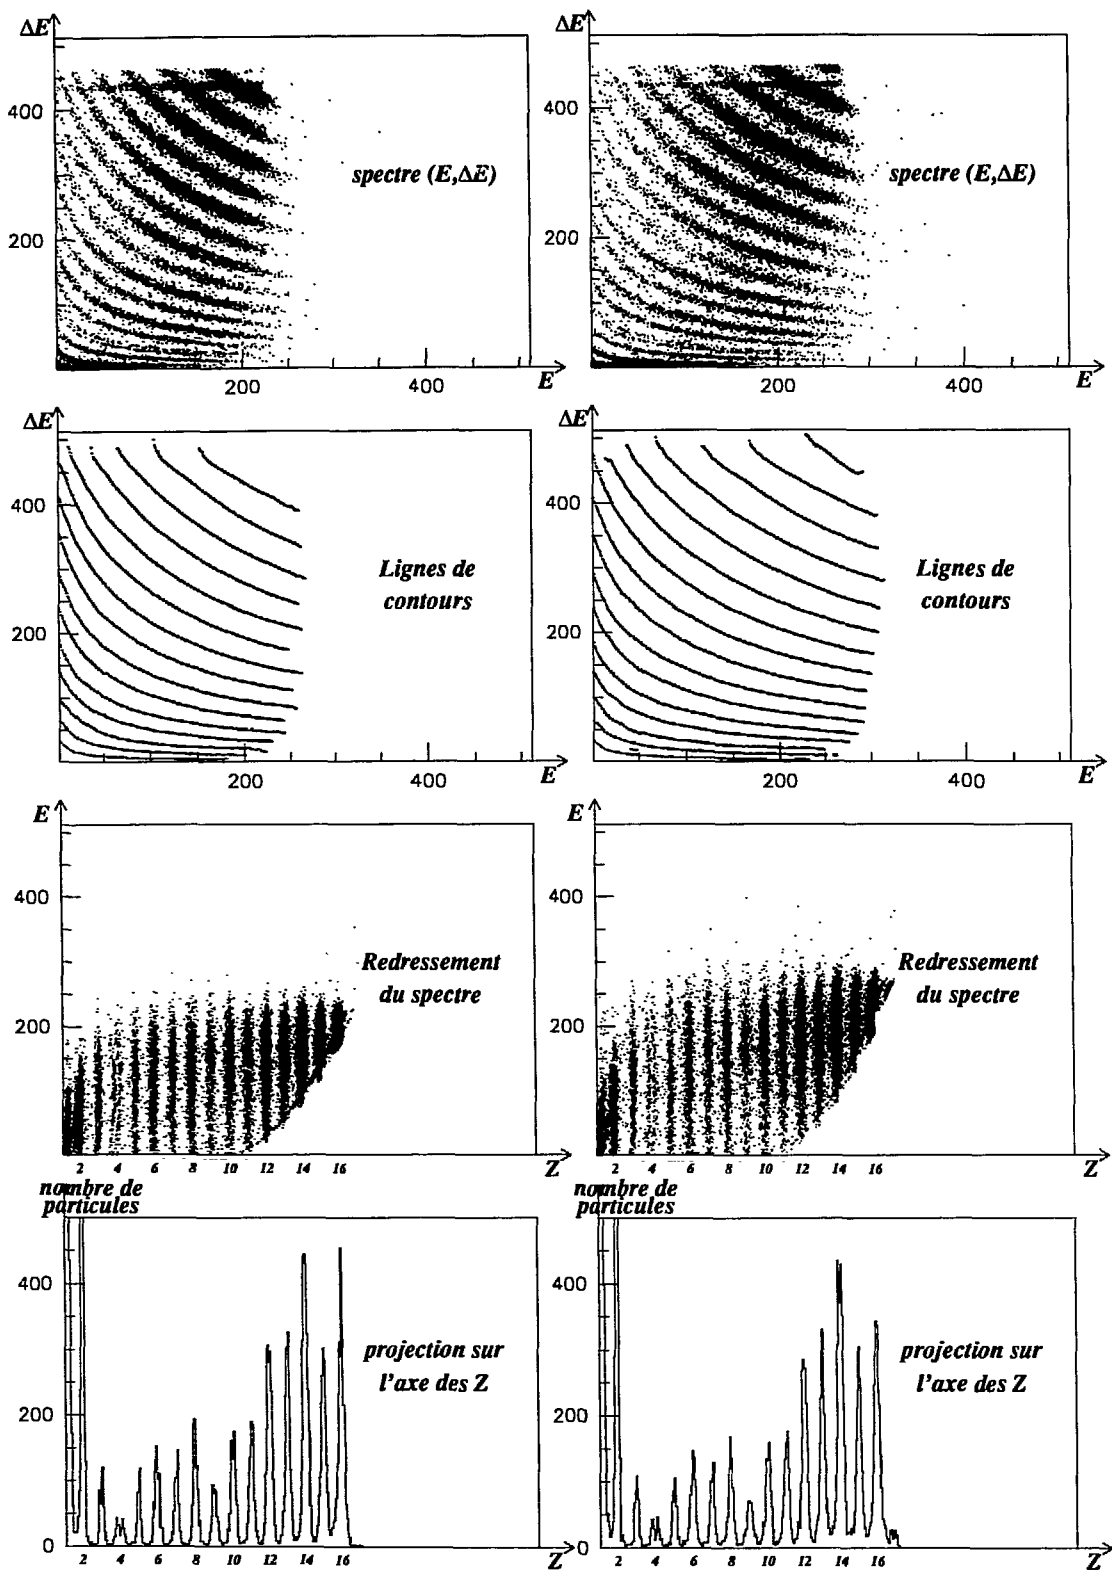 ΔE
400
200
spectre (E,ΔE)
200
400
E
ΔE
400
200
spectre (E,ΔE)
200
400
E
ΔE
400
200
Lignes de
contours
200
400
E
ΔE
400
200
Lignes de
contours
200
400
E
E
400
200
Redressement
du spectre
2 4 6 8 10 12 14 16
Z
E
400
200
Redressement
du spectre
2 4 6 8 10 12 14 16
Z
nombre de
particules
400
200
0
projection sur
l'axe des Z
2 4 6 8 10 12 14 16
Z
nombre de
particules
400
200
0
projection sur
l'axe des Z
2 4 6 8 10 12 14 16
Z